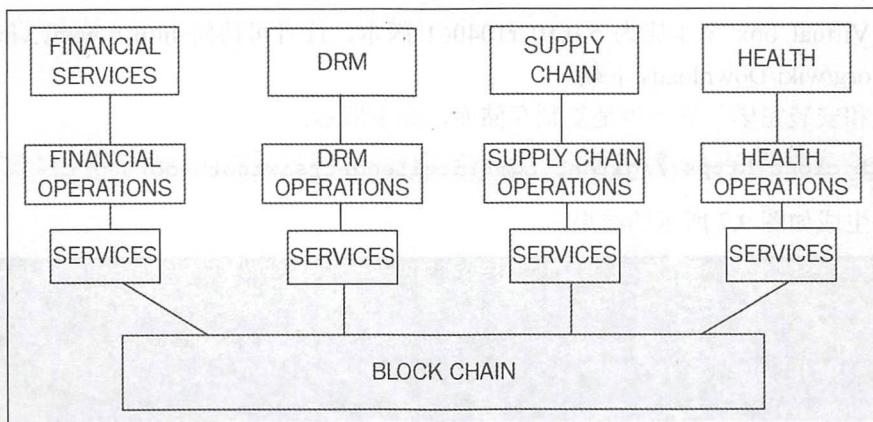 FINANCIAL
SERVICES
DRM
SUPPLY
CHAIN
HEALTH
FINANCIAL
OPERATIONS
DRM
OPERATIONS
SUPPLY CHAIN
OPERATIONS
HEALTH
OPERATIONS
SERVICES
SERVICES
SERVICES
SERVICES
BLOCK CHAIN